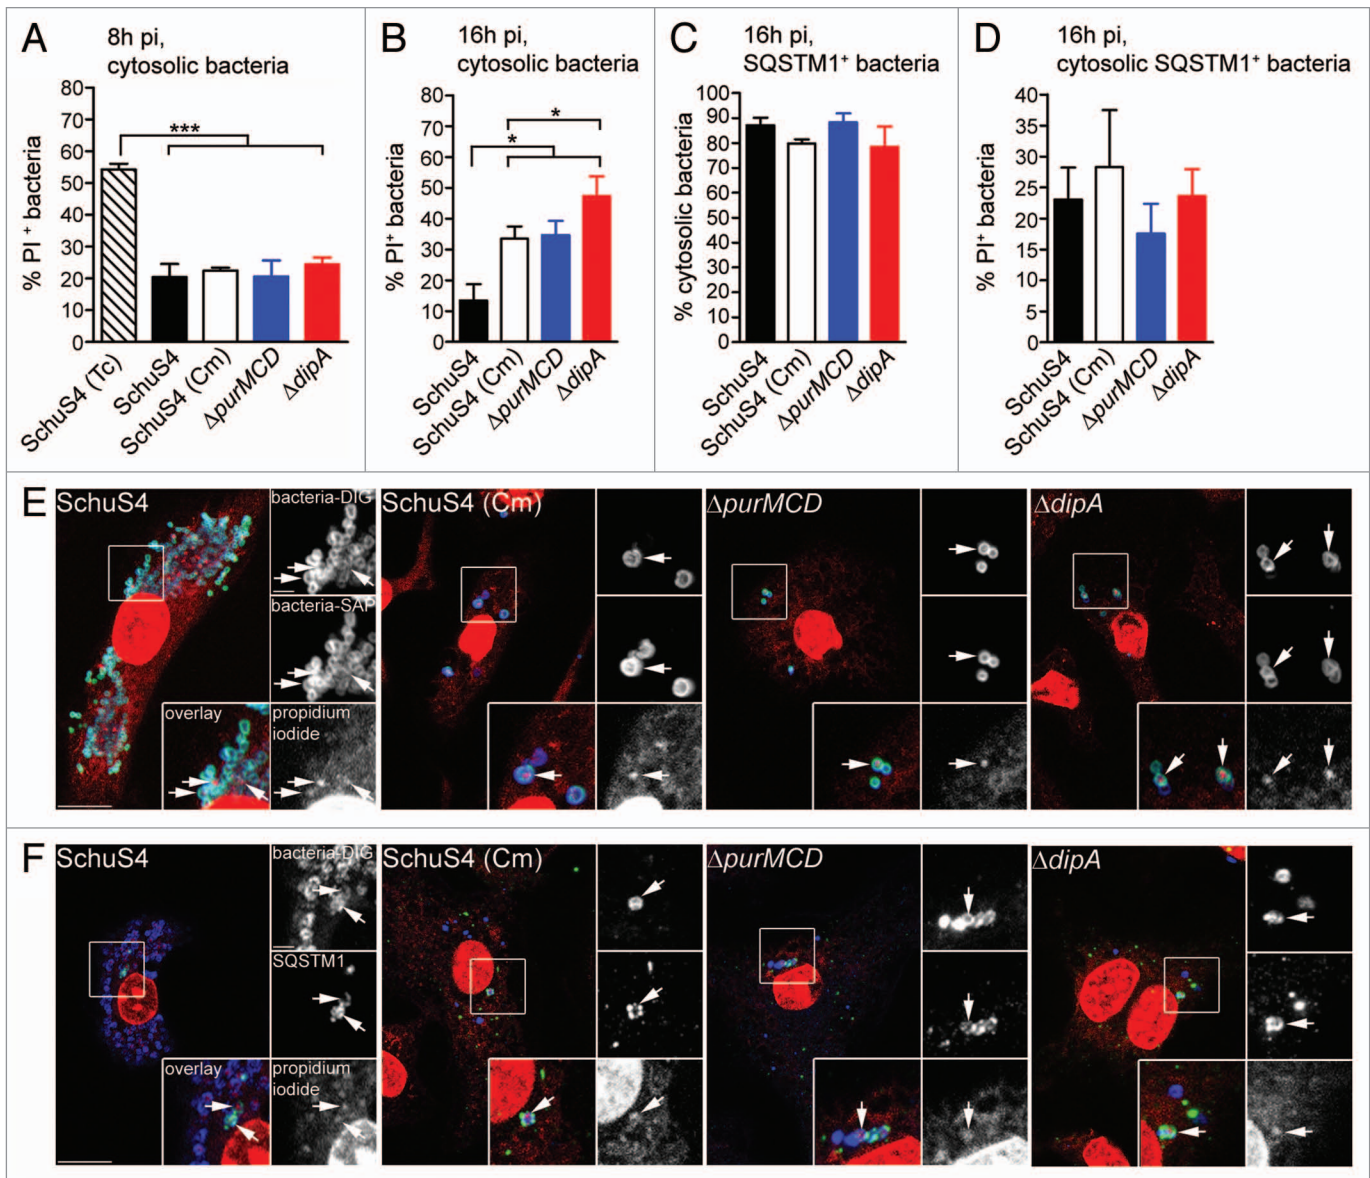 A
8h pi,
cytosolic bacteria
% PI + bacteria
80
70
60
50
40
30
20
10
0
***
SchuS4 (Tc)
SchuS4
SchuS4 (Cm)
ΔpurMCD
ΔdipA
B
16h pi,
cytosolic bacteria
% PI+ bacteria
80
70
60
50
40
30
20
10
0
*
*
SchuS4
SchuS4 (Cm)
ΔpurMCD
ΔdipA
C
16h pi,
SQSTM1+ bacteria
% cytosolic bacteria
100
90
80
70
60
50
40
30
20
10
0
SchuS4
SchuS4 (Cm)
ΔpurMCD
ΔdipA
D
16h pi,
cytosolic SQSTM1+ bacteria
% PI+ bacteria
40
35
30
25
20
15
10
5
0
SchuS4
SchuS4 (Cm)
ΔpurMCD
ΔdipA
E
SchuS4
bacteria-DIG
bacteria-SAP
overlay
propidium
iodide
SchuS4 (Cm)
ΔpurMCD
ΔdipA
F
SchuS4
bacteria-DIG
SQSTM1
overlay
propidium
iodide
SchuS4 (Cm)
ΔpurMCD
ΔdipA